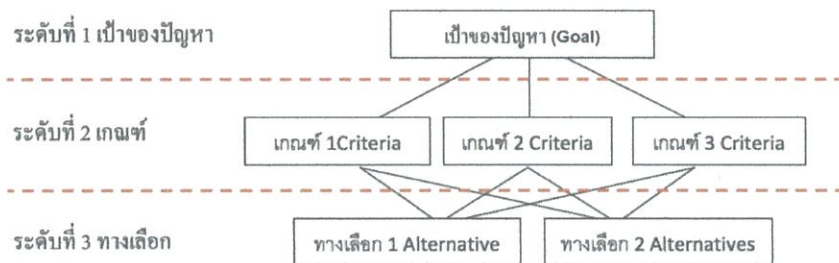 ระดับที่ 1 เป้าของปัญหา
เป้าของปัญหา (Goal)
ระดับที่ 2 เกณฑ์
เกณฑ์ 1Criteria
เกณฑ์ 2 Criteria
เกณฑ์ 3 Criteria
ระดับที่ 3 ทางเลือก
ทางเลือก 1 Alternative
ทางเลือก 2 Alternatives